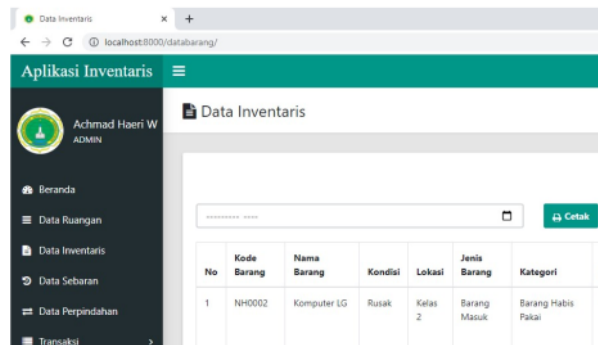 Data Inventaris
localhost:8000/databarang/
Aplikasi Inventaris
Data Inventaris
Achmad Haeri W
ADMIN
Beranda
Data Ruangan
Data Inventaris
Data Sebaran
Data Perpindahan
Transaksi
--------- ----
Cetak
No Kode Barang Nama Barang Kondisi Lokasi Jenis Barang Kategori
1 NH0002 Komputer LG Rusak Kelas 2 Barang Masuk Barang Habis Pakai